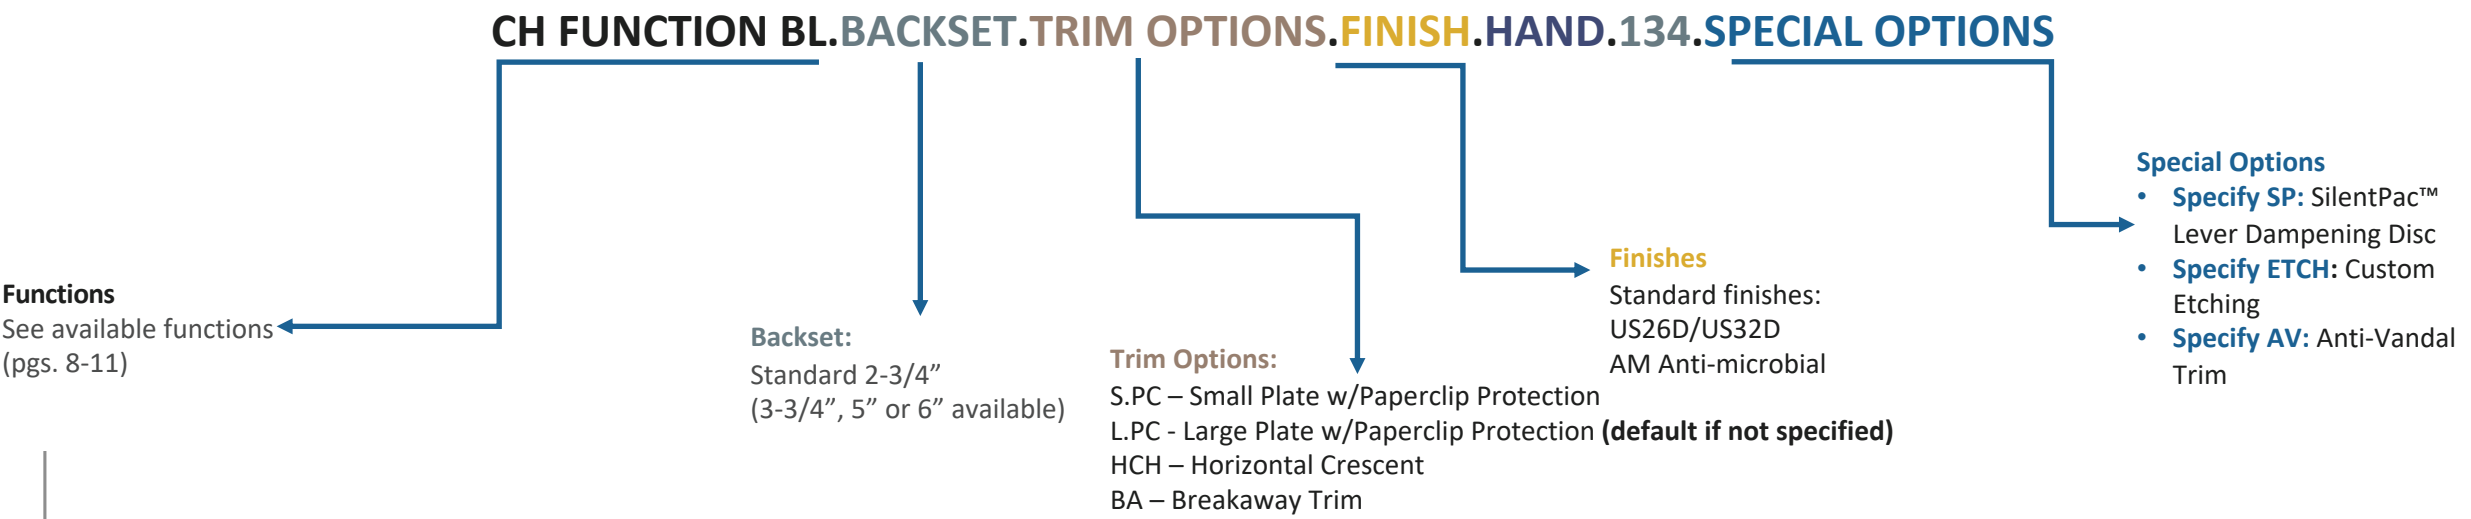 CH FUNCTION BL.BACKSET.TRIM OPTIONS.FINISH.HAND.134.SPECIAL OPTIONS
Functions
See available functions
(pgs. 8-11)
Backset:
Standard 2-3/4”
(3-3/4”, 5” or 6” available)
Trim Options:
S.PC – Small Plate w/Paperclip Protection
L.PC - Large Plate w/Paperclip Protection (default if not specified)
HCH – Horizontal Crescent
BA – Breakaway Trim
Finishes
Standard finishes:
US26D/US32D
AM Anti-microbial
Special Options
• Specify SP: SilentPac™
Lever Dampening Disc
• Specify ETCH: Custom
Etching
• Specify AV: Anti-Vandal
Trim